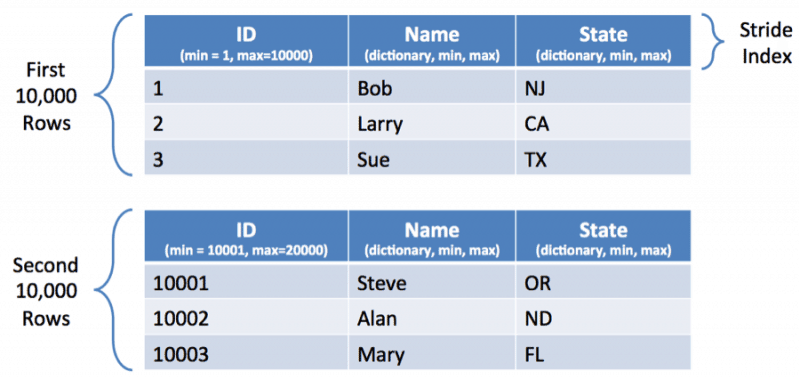 First
10,000
Rows
ID Name State
(min = 1, max=10000) (dictionary, min, max) (dictionary, min, max)
1 Bob NJ
2 Larry CA
3 Sue TX
Stride
Index
Second
10,000
Rows
ID Name State
(min = 10001, max=20000) (dictionary, min, max) (dictionary, min, max)
10001 Steve OR
10002 Alan ND
10003 Mary FL